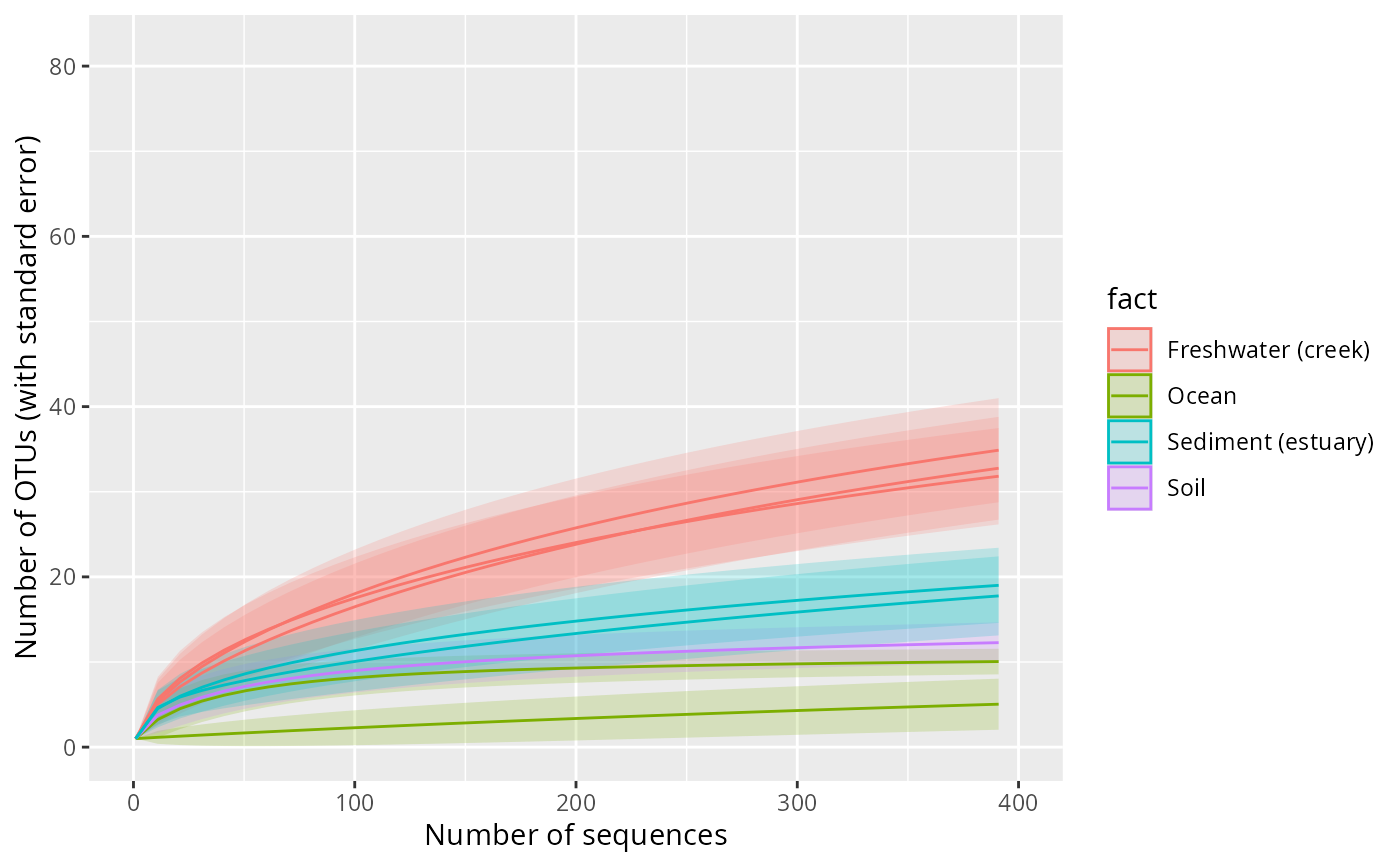 Number of OTUs (with standard error)
80
60
40
20
0
0 100 200 300 400
Number of sequences
fact
Freshwater (creek)
Ocean
Sediment (estuary)
Soil